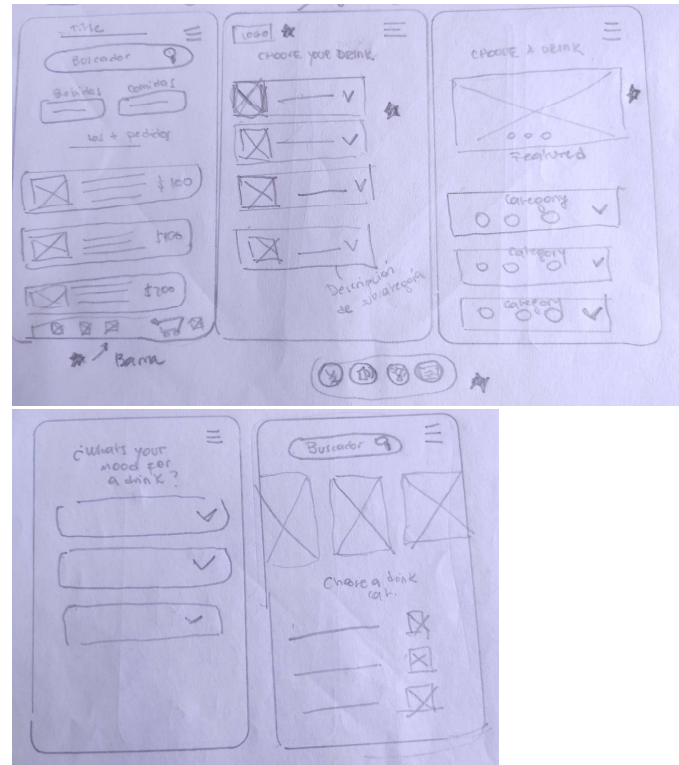 Title
Buscador
Bebidas
Comidas
Los + pedidos
$100
$100
$200
Barra
LOGO
CHOOSE YOUR DRINK
Descripción
de subcategoría
CHOOSE A DRINK
Featured
Category
Category
Category
¿Whats your
mood for
a drink?
Buscador
Choose a drink
cat.